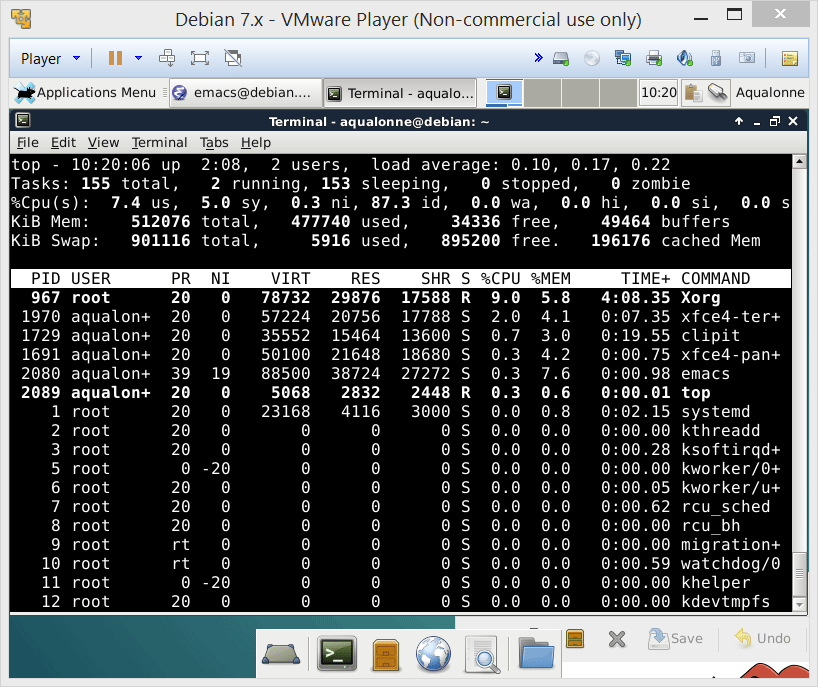 Debian 7.x - VMware Player (Non-commercial use only)
Player
Applications Menu emacs@debian.... Terminal - aqualo... 10:20 Aqualonne
Terminal - aqualonne@debian: ~
File Edit View Terminal Tabs Help
top - 10:20:06 up  2:08,  2 users,  load average: 0.10, 0.17, 0.22
Tasks: 155 total,   2 running, 153 sleeping,   0 stopped,   0 zombie
%Cpu(s):  7.4 us,  5.0 sy,  0.3 ni, 87.3 id,  0.0 wa,  0.0 hi,  0.0 si,  0.0 s
KiB Mem:    512076 total,   477740 used,    34336 free,    49464 buffers
KiB Swap:   901116 total,     5916 used,   895200 free.   196176 cached Mem
PID USER      PR  NI    VIRT    RES    SHR S %CPU %MEM     TIME+ COMMAND
967 root      20   0   78732  29876  17588 R  9.0  5.8   4:08.35 Xorg
1970 aqualon+  20   0   57224  20756  17788 S  2.0  4.1   0:07.35 xfce4-ter+
1729 aqualon+  20   0   35552  15464  13600 S  0.7  3.0   0:19.55 clipit
1691 aqualon+  20   0   50100  21648  18680 S  0.3  4.2   0:00.75 xfce4-pan+
2080 aqualon+  39  19   88500  38724  27272 S  0.3  7.6   0:00.98 emacs
2089 aqualon+  20   0    5068   2832   2448 R  0.3  0.6   0:00.01 top
1 root      20   0   23168   4116   3000 S  0.0  0.8   0:02.15 systemd
2 root      20   0       0      0      0 S  0.0  0.0   0:00.00 kthreadd
3 root      20   0       0      0      0 S  0.0  0.0   0:00.28 ksoftirqd+
5 root       0 -20       0      0      0 S  0.0  0.0   0:00.00 kworker/0+
6 root      20   0       0      0      0 S  0.0  0.0   0:00.05 kworker/u+
7 root      20   0       0      0      0 S  0.0  0.0   0:00.62 rcu_sched
8 root      20   0       0      0      0 S  0.0  0.0   0:00.00 rcu_bh
9 root      rt   0       0      0      0 S  0.0  0.0   0:00.00 migration+
10 root      rt   0       0      0      0 S  0.0  0.0   0:00.59 watchdog/0
11 root       0 -20       0      0      0 S  0.0  0.0   0:00.00 khelper
12 root      20   0       0      0      0 S  0.0  0.0   0:00.00 kdevtmpfs
Save Undo